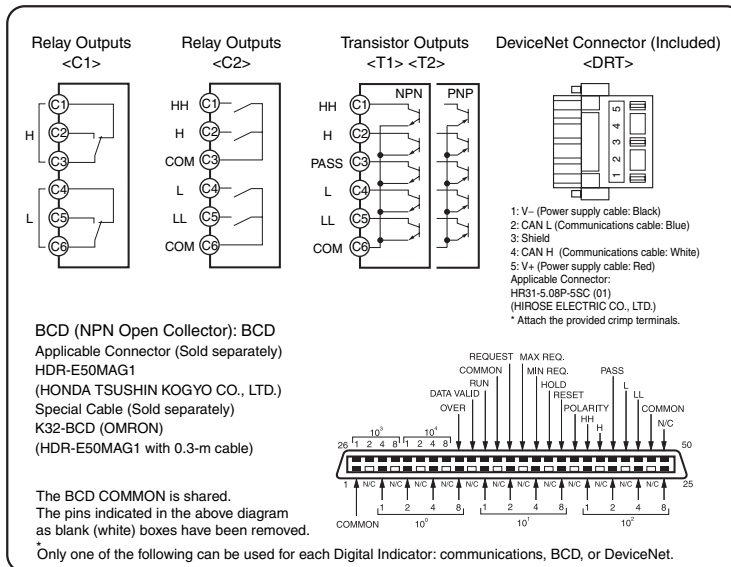 Relay Outputs
<C1>
C1
H
C2
C3
C4
L
C5
C6
Relay Outputs
<C2>
HH
C1
H
C2
COM
C3
L
C4
LL
C5
COM
C6
Transistor Outputs
<T1> <T2>
NPN
PNP
HH
C1
H
C2
PASS
C3
L
C4
LL
C5
COM
C6
DeviceNet Connector (Included)
<DRT>
1 2 3 4 5
1: V– (Power supply cable: Black)
2: CAN L (Communications cable: Blue)
3: Shield
4: CAN H (Communications cable: White)
5: V+ (Power supply cable: Red)
Applicable Connector:
HR31-5.08P-5SC (01)
(HIROSE ELECTRIC CO., LTD.)
* Attach the provided crimp terminals.
BCD (NPN Open Collector): BCD
Applicable Connector (Sold separately)
HDR-E50MAG1
(HONDA TSUSHIN KOGYO CO., LTD.)
Special Cable (Sold separately)
K32-BCD (OMRON)
(HDR-E50MAG1 with 0.3-m cable)
The BCD COMMON is shared.
The pins indicated in the above diagram
as blank (white) boxes have been removed.
REQUEST MAX REQ. PASS
COMMON MIN REQ. L
RUN HOLD LL
DATA VALID RESET COMMON
OVER POLARITY N/C
HH
H
10³ 10⁴
26 1 2 4 8 1 2 4 8 50
1 N/C N/C N/C N/C N/C N/C N/C N/C N/C N/C N/C N/C 25
COMMON
1 2 4 8 1 2 4 8 1 2 4 8
10⁰ 10¹ 10²
*Only one of the following can be used for each Digital Indicator: communications, BCD, or DeviceNet.